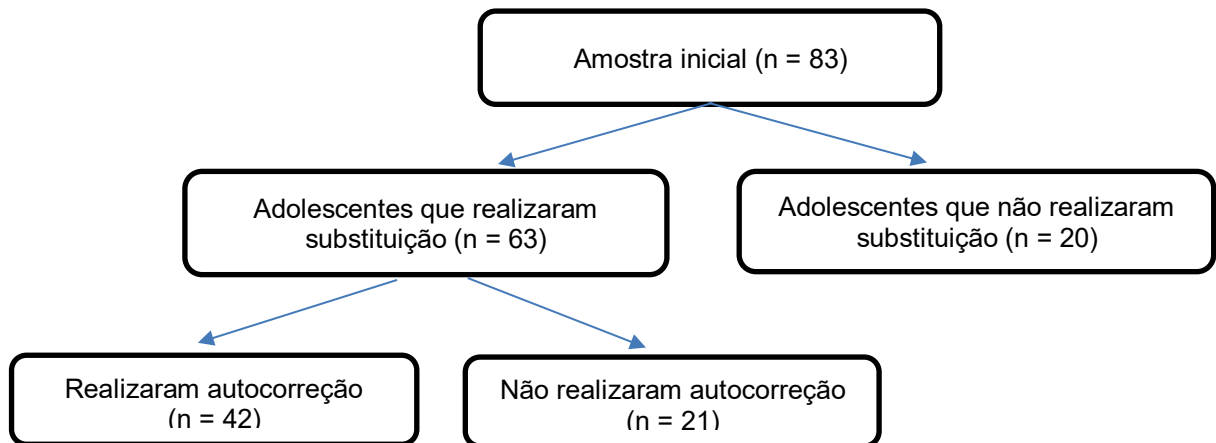 Amostra inicial (n = 83)
Adolescentes que realizaram
substituição (n = 63)
Adolescentes que não realizaram
substituição (n = 20)
Realizaram autocorreção
(n = 42)
Não realizaram autocorreção
(n = 21)